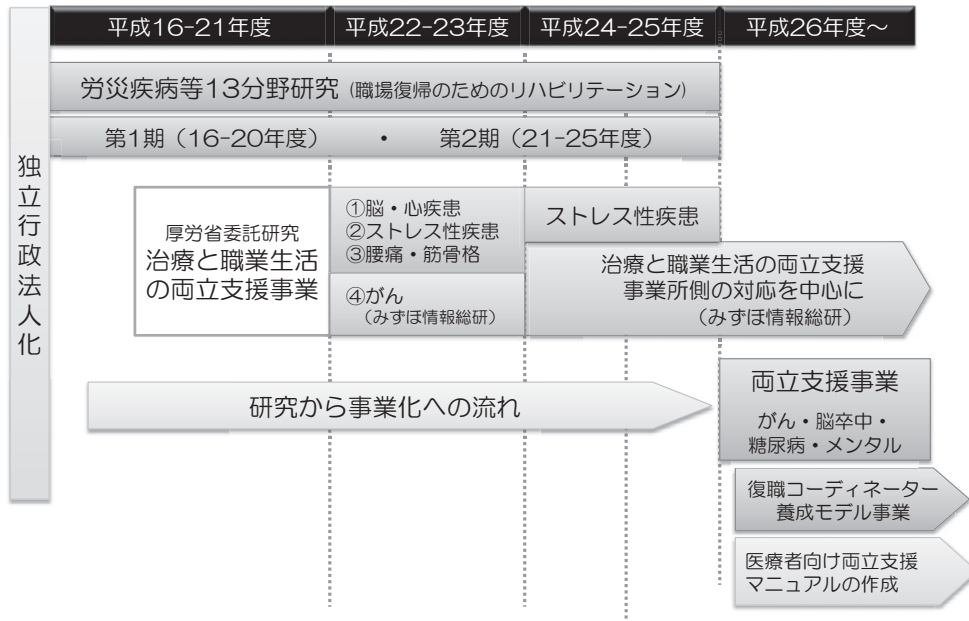 平成16-21年度
平成22-23年度
平成24-25年度
平成26年度～
独立行政法人化
労災疾病等13分野研究（職場復帰のためのリハビリテーション）
第1期（16-20年度）　・　第2期（21-25年度）
厚労省委託研究
治療と職業生活
の両立支援事業
①脳・心疾患
②ストレス性疾患
③腰痛・筋骨格
④がん
（みずほ情報総研）
ストレス性疾患
治療と職業生活の両立支援
事業所側の対応を中心に
（みずほ情報総研）
研究から事業化への流れ
両立支援事業
がん・脳卒中・
糖尿病・メンタル
復職コーディネーター
養成モデル事業
医療者向け両立支援
マニュアルの作成